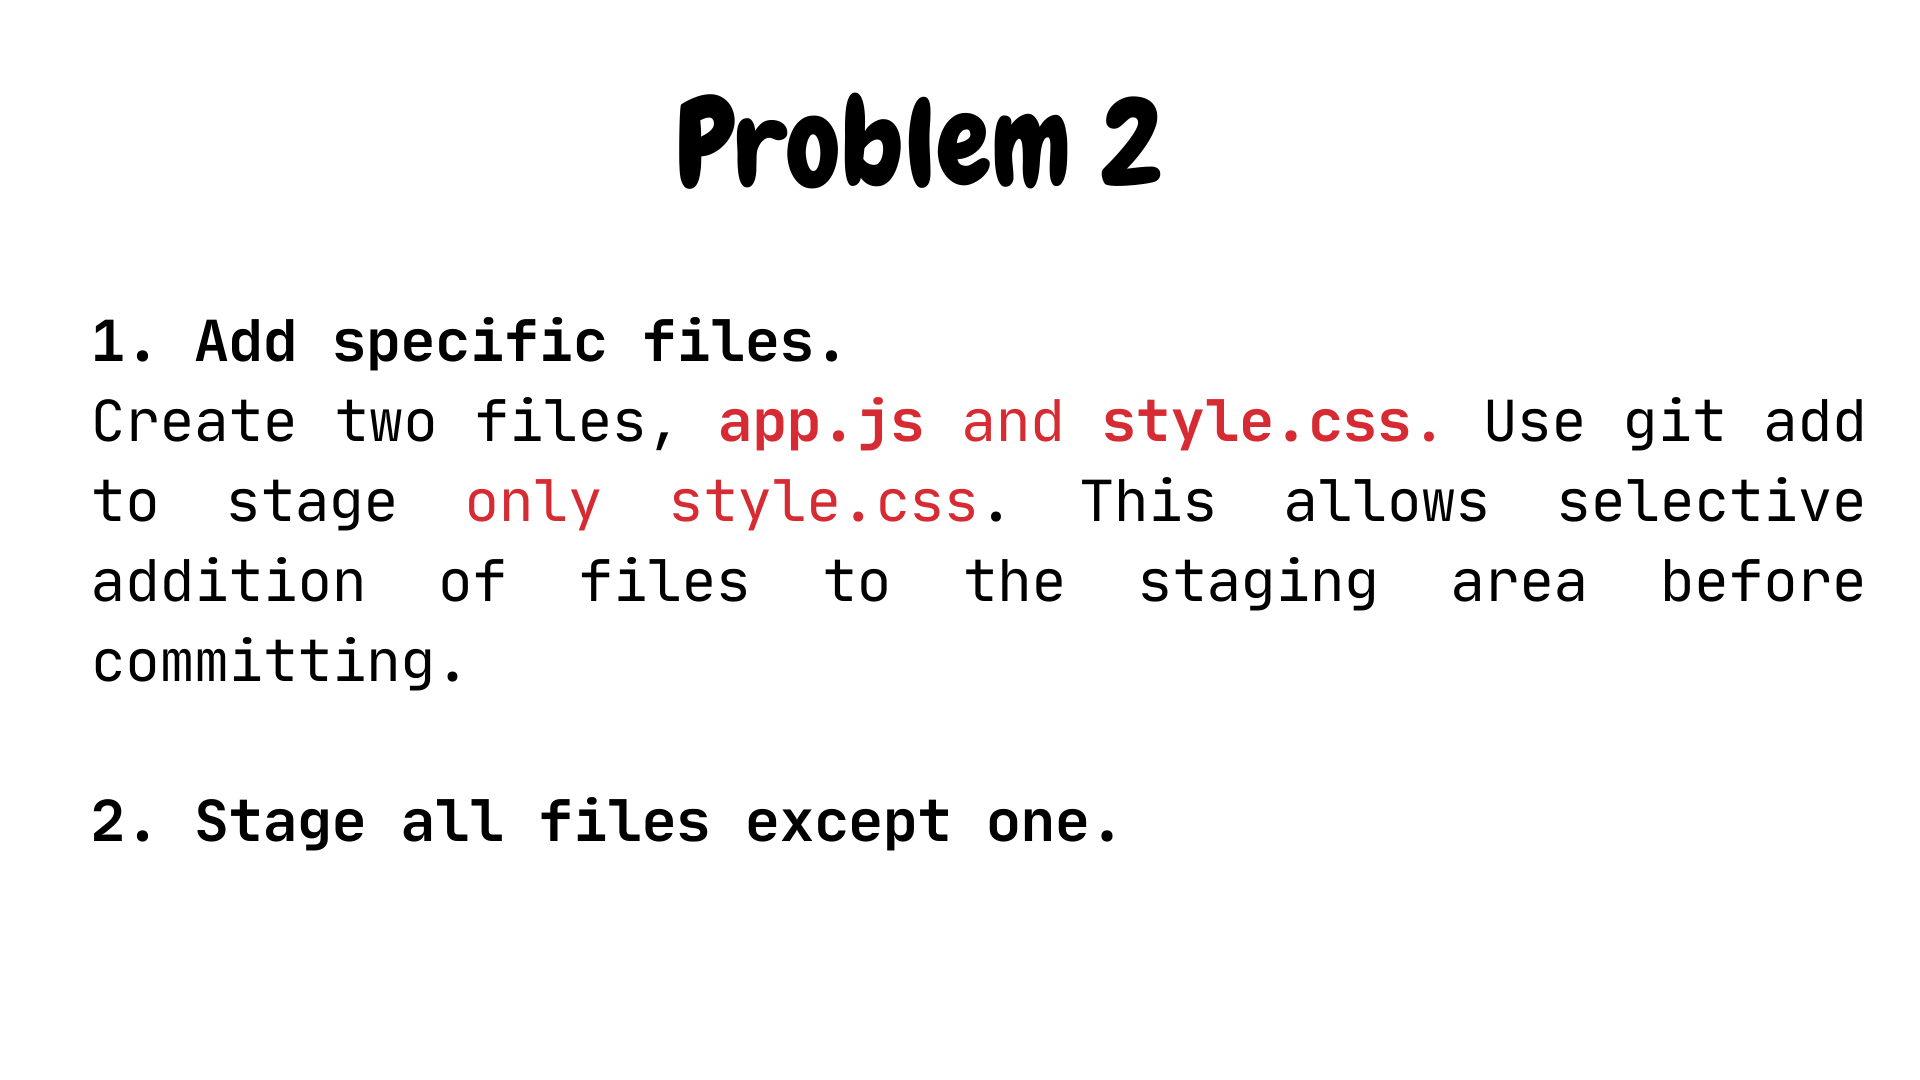 Problem 2
1. Add specific files.
Create two files, app.js and style.css. Use git add
to stage only style.css. This allows selective
addition of files to the staging area before
committing.
2. Stage all files except one.